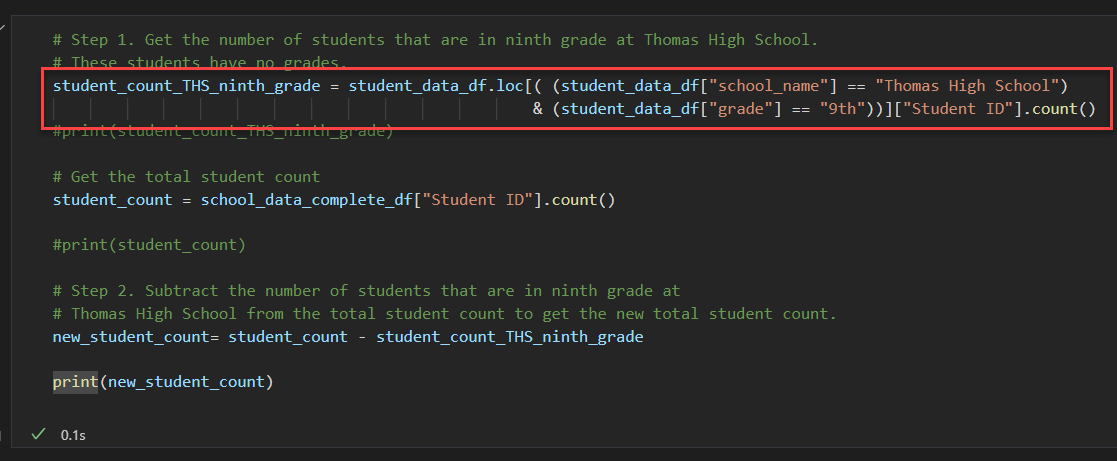 # Step 1. Get the number of students that are in ninth grade at Thomas High School.
# These students have no grades.
student_count_THS_ninth_grade = student_data_df.loc[( (student_data_df["school_name"] == "Thomas High School")
& (student_data_df["grade"] == "9th"))]["Student ID"].count()
#print(student_count_THS_ninth_grade)
# Get the total student count
student_count = school_data_complete_df["Student ID"].count()
#print(student_count)
# Step 2. Subtract the number of students that are in ninth grade at
# Thomas High School from the total student count to get the new total student count.
new_student_count= student_count - student_count_THS_ninth_grade
print(new_student_count)
0.1s